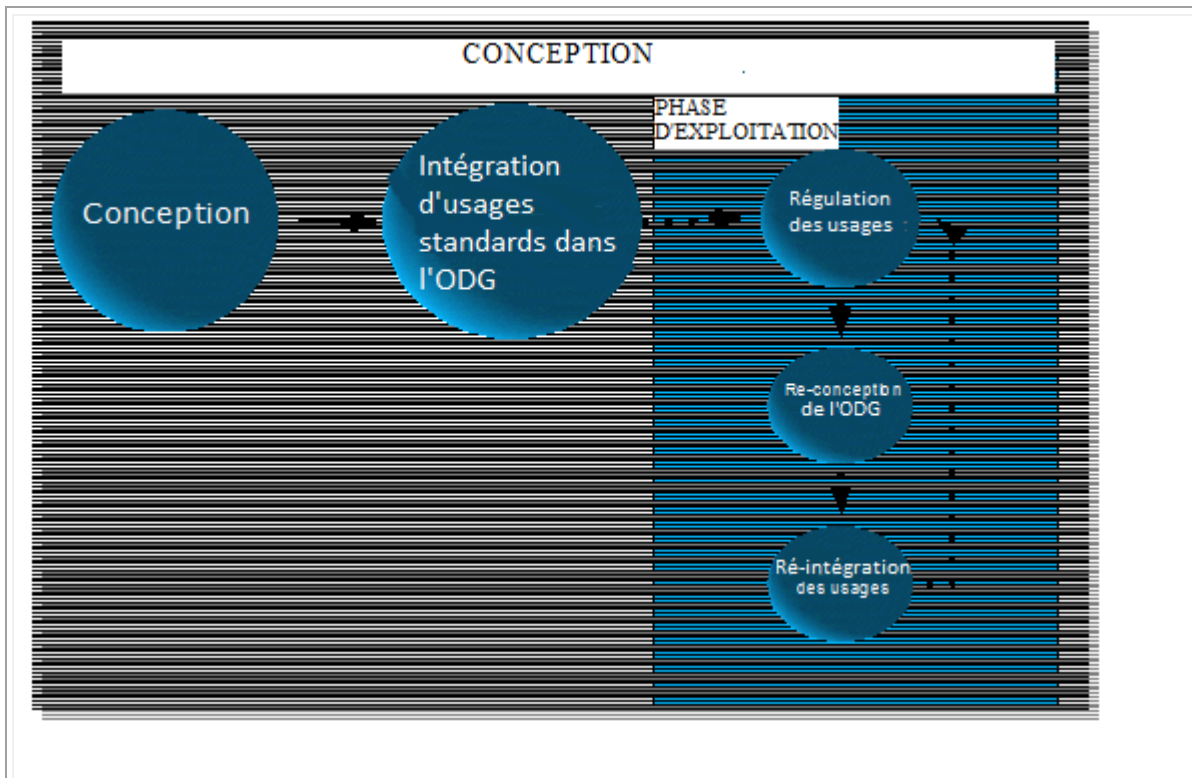 CONCEPTION
PHASE
D'EXPLOITATION
Conception
Intégration
d'usages
standards dans
l'ODG
Régulation
des usages
Re-conception
de l'ODG
Ré-intégration
des usages